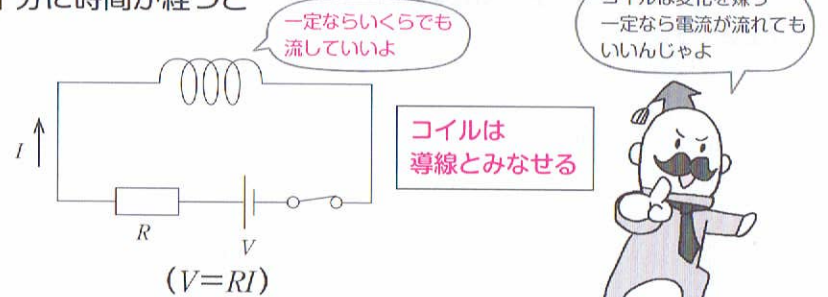 十分に時間が経つと
一定ならいくらでも
流していいよ
コイルは変化を嫌う
一定なら電流が流れても
いいんじゃよ
I
コイルは
導線とみなせる
R
V
(V=RI)